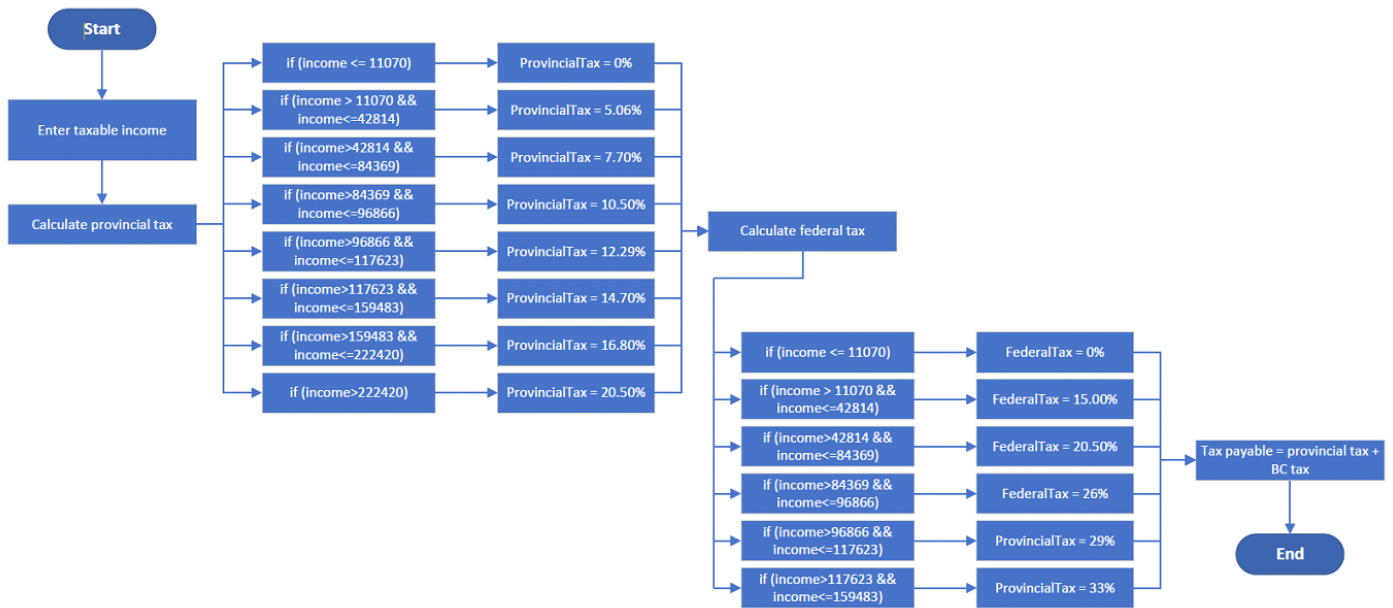 Start
Enter taxable income
Calculate provincial tax
if (income <= 11070)
ProvincialTax = 0%
if (income > 11070 &&
income<=42814)
ProvincialTax = 5.06%
if (income>42814 &&
income<=84369)
ProvincialTax = 7.70%
if (income>84369 &&
income<=96866)
ProvincialTax = 10.50%
if (income>96866 &&
income<=117623)
ProvincialTax = 12.29%
if (income>117623 &&
income<=159483)
ProvincialTax = 14.70%
if (income>159483 &&
income<=222420)
ProvincialTax = 16.80%
if (income>222420)
ProvincialTax = 20.50%
Calculate federal tax
if (income <= 11070)
FederalTax = 0%
if (income > 11070 &&
income<=42814)
FederalTax = 15.00%
if (income>42814 &&
income<=84369)
FederalTax = 20.50%
if (income>84369 &&
income<=96866)
FederalTax = 26%
if (income>96866 &&
income<=117623)
ProvincialTax = 29%
if (income>117623 &&
income<=159483)
ProvincialTax = 33%
Tax payable = provincial tax +
BC tax
End